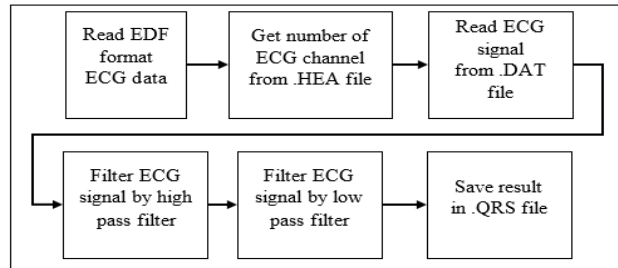 Read EDF
format
ECG data
Get number of
ECG channel
from .HEA file
Read ECG
signal
from .DAT
file
Filter ECG
signal by high
pass filter
Filter ECG
signal by low
pass filter
Save result
in .QRS file